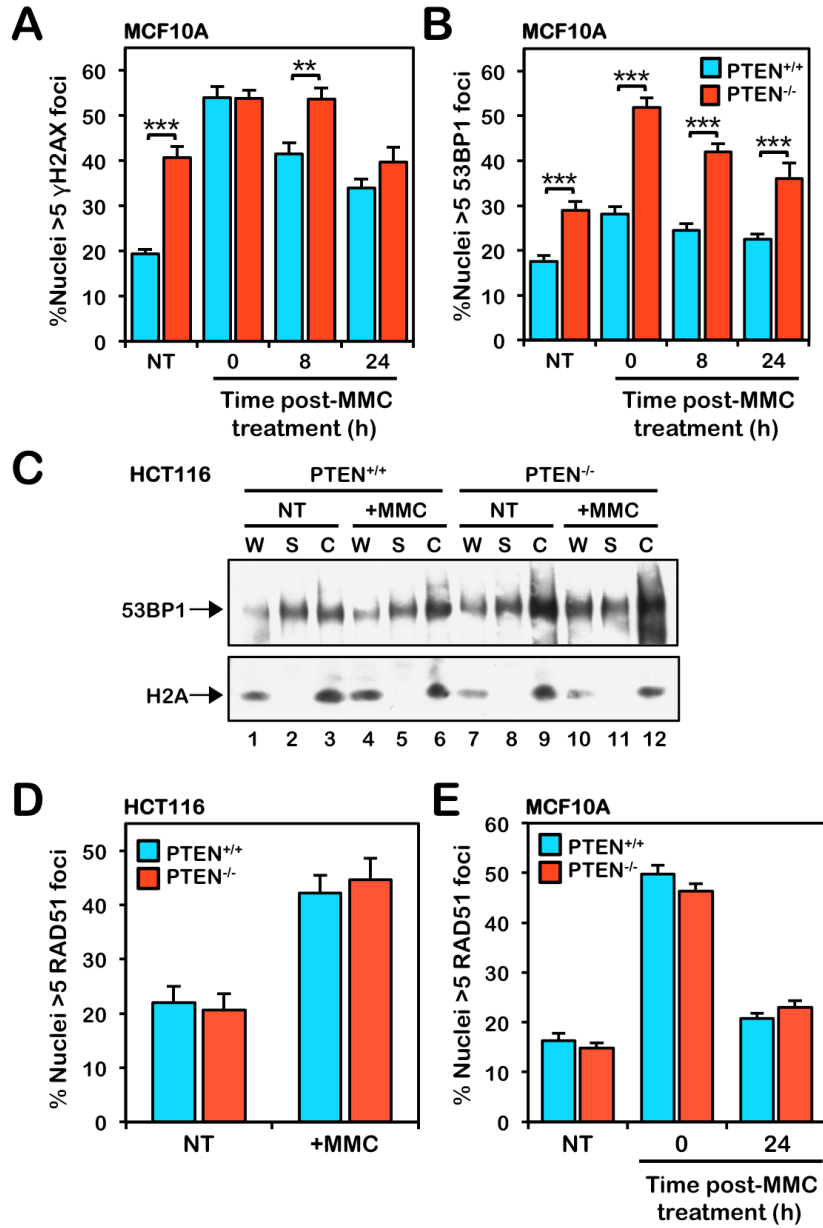 A
MCF10A
%Nuclei >5 γH2AX foci
60
50
40
30
20
10
0
***
**
NT
0
8
24
Time post-MMC
treatment (h)
B
MCF10A
%Nuclei >5 53BP1 foci
60
50
40
30
20
10
0
PTEN+/+
PTEN-/-
***
***
***
***
NT
0
8
24
Time post-MMC
treatment (h)
C
HCT116
PTEN+/+ PTEN-/-
NT +MMC NT +MMC
W S C W S C W S C W S C
53BP1
H2A
1 2 3 4 5 6 7 8 9 10 11 12
D
HCT116
% Nuclei >5 RAD51 foci
50
40
30
20
10
0
PTEN+/+
PTEN-/-
NT
+MMC
E
MCF10A
% Nuclei >5 RAD51 foci
60
50
40
30
20
10
0
PTEN+/+
PTEN-/-
NT
0
24
Time post-MMC
treatment (h)